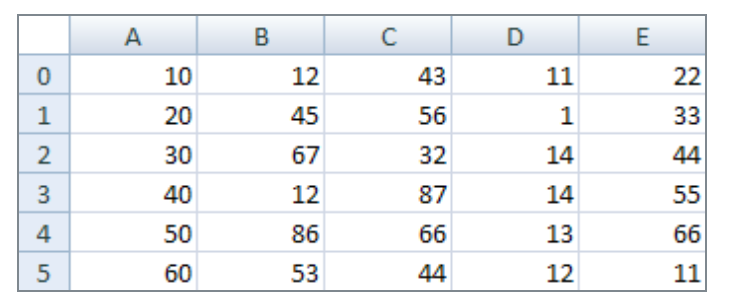 A B C D E
0 10 12 43 11 22
1 20 45 56 1 33
2 30 67 32 14 44
3 40 12 87 14 55
4 50 86 66 13 66
5 60 53 44 12 11